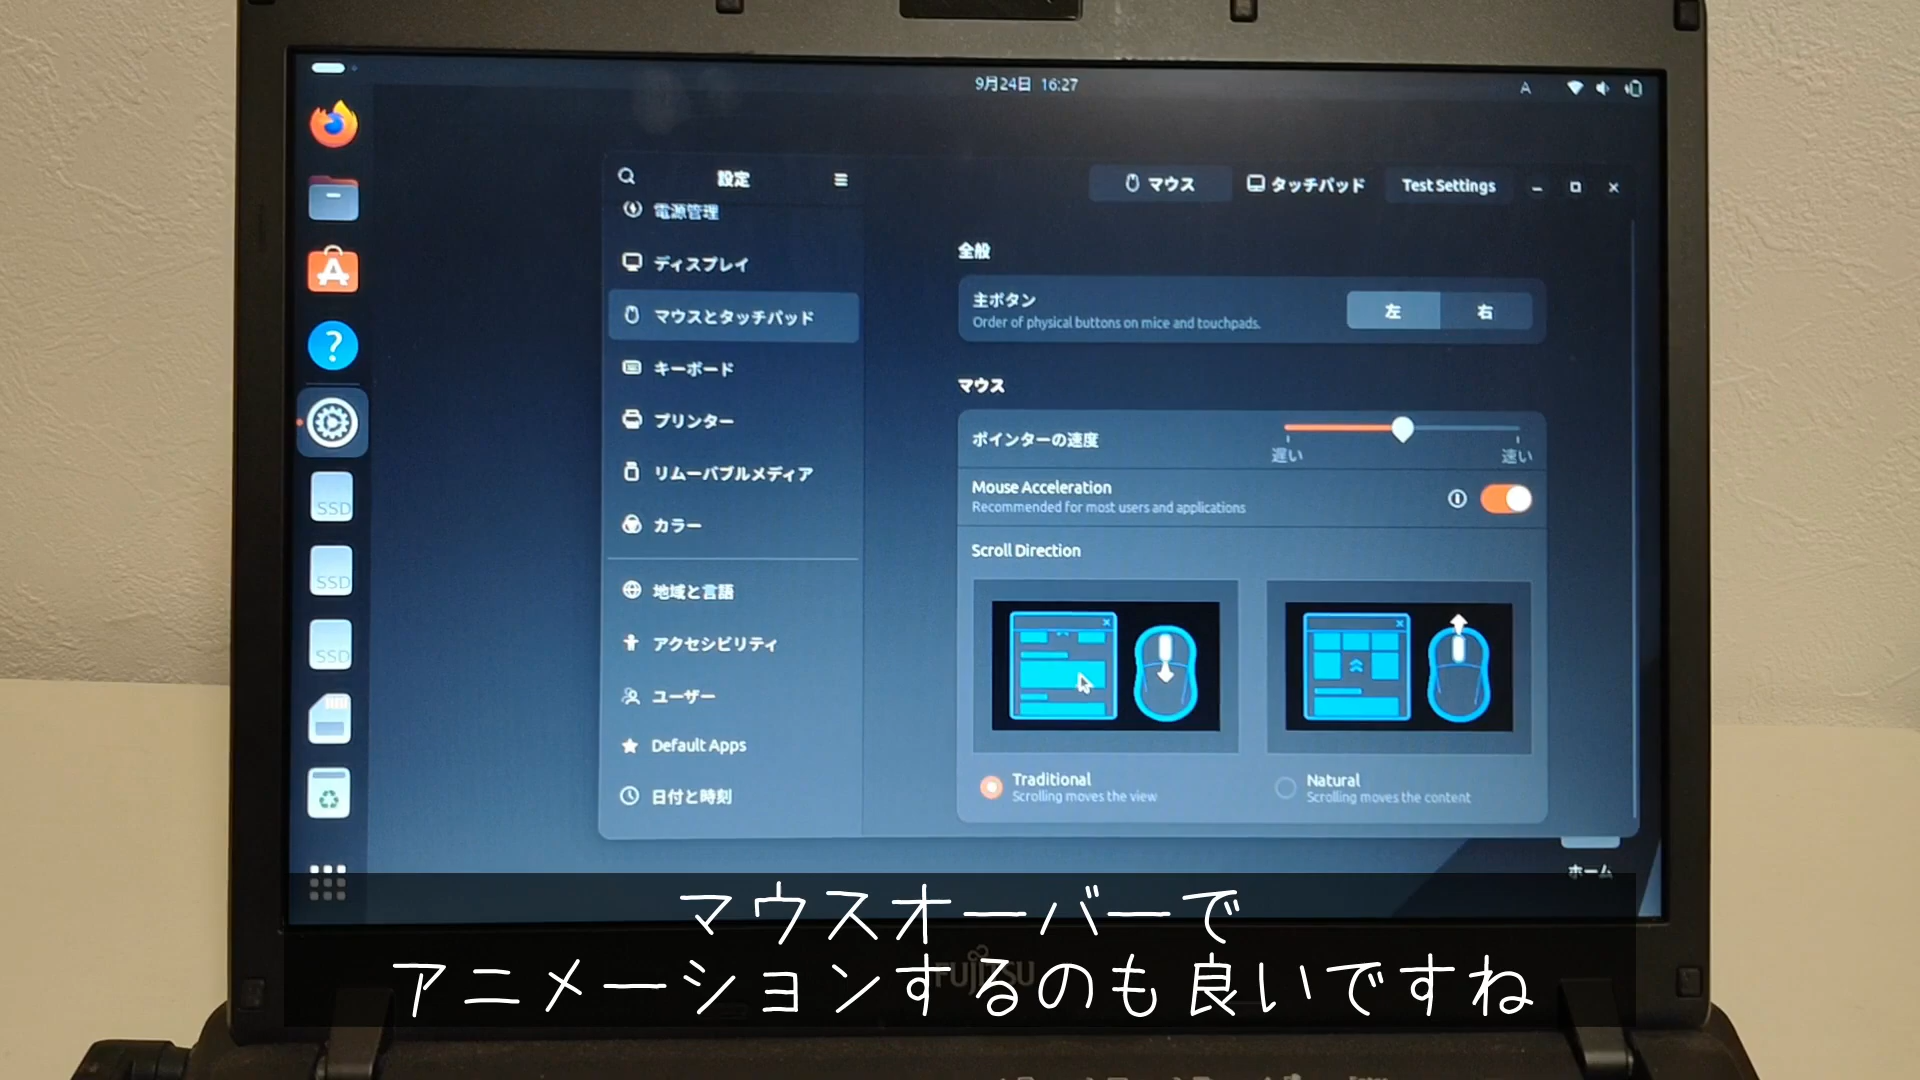 9月24日 16:27
A
設定
マウス
タッチパッド
Test Settings
電源管理
ディスプレイ
マウスとタッチパッド
キーボード
プリンター
リムーバブルメディア
カラー
地域と言語
アクセシビリティ
ユーザー
Default Apps
日付と時刻
全般
主ボタン
Order of physical buttons on mice and touchpads.
左
右
マウス
ポインターの速度
遅い
速い
Mouse Acceleration
Recommended for most users and applications
Scroll Direction
Traditional
Scrolling moves the view
Natural
Scrolling moves the content
SSD
SSD
SSD
ホーム
FUJITSU
マウスオーバーで
アニメーションするのも良いですね